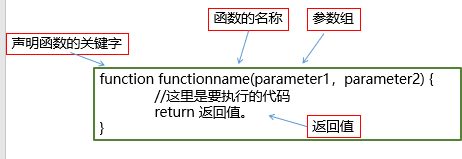 函数的名称
参数组
声明函数的关键字
function functionname(parameter1，parameter2) {
//这里是要执行的代码
return 返回值。
}
返回值